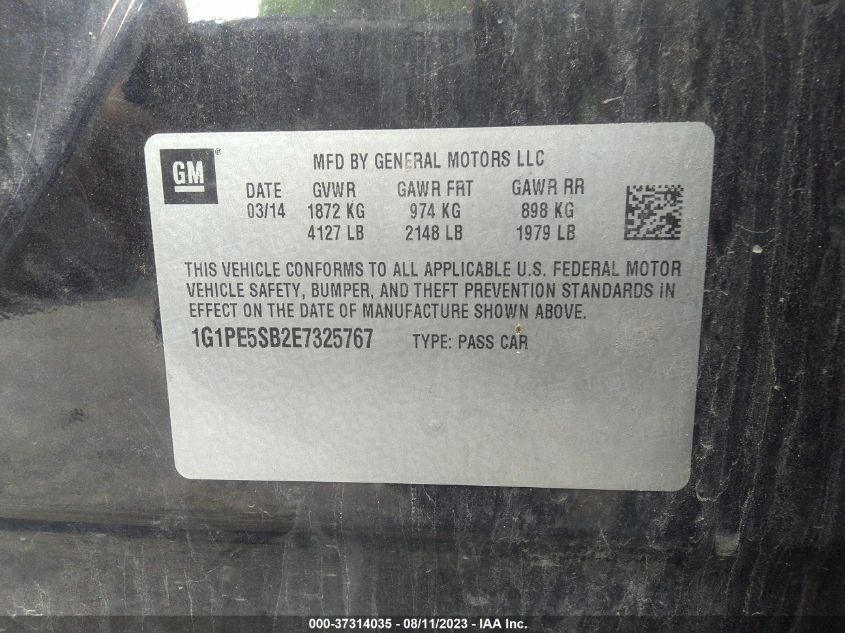 GM®
MFD BY GENERAL MOTORS LLC
DATE GVWR GAWR FRT GAWR RR
03/14 1872 KG 974 KG 898 KG
4127 LB 2148 LB 1979 LB
THIS VEHICLE CONFORMS TO ALL APPLICABLE U.S. FEDERAL MOTOR
VEHICLE SAFETY, BUMPER, AND THEFT PREVENTION STANDARDS IN
EFFECT ON THE DATE OF MANUFACTURE SHOWN ABOVE.
1G1PE5SB2E7325767 TYPE: PASS CAR
000-37314035 - 08/11/2023 - IAA Inc.